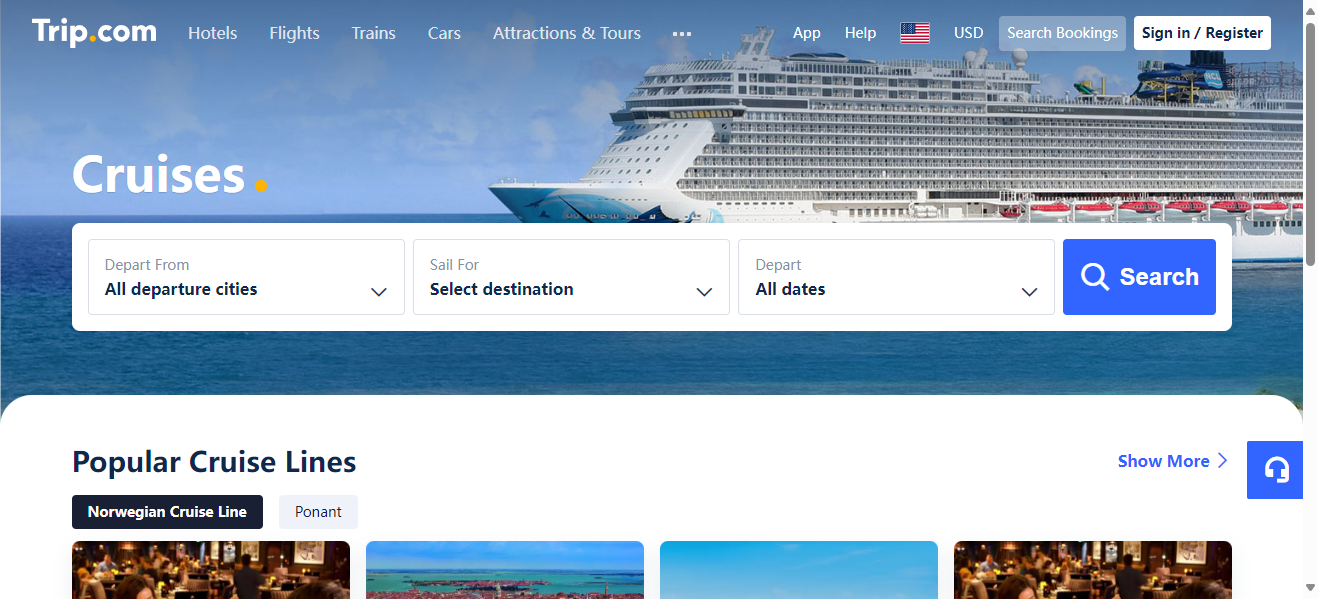 Trip.com
Hotels
Flights
Trains
Cars
Attractions & Tours
App
Help
USD
Search Bookings
Sign in / Register
NCL
Cruises
Depart From
All departure cities
Sail For
Select destination
Depart
All dates
Search
Popular Cruise Lines
Show More
Norwegian Cruise Line
Ponant